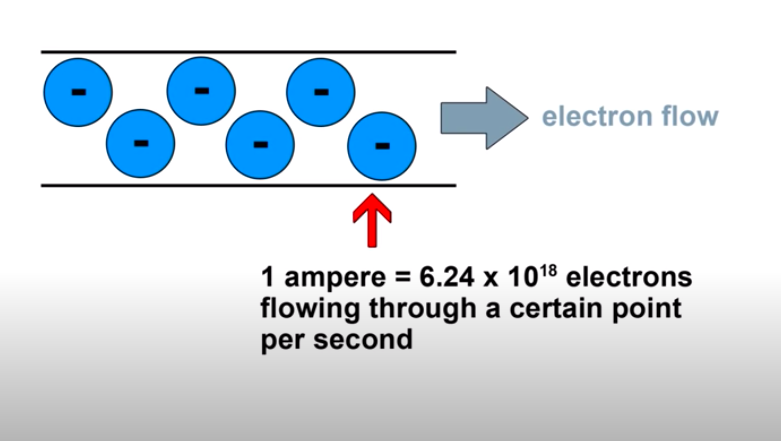 electron flow
1 ampere = 6.24 x 10¹⁸ electrons
flowing through a certain point
per second